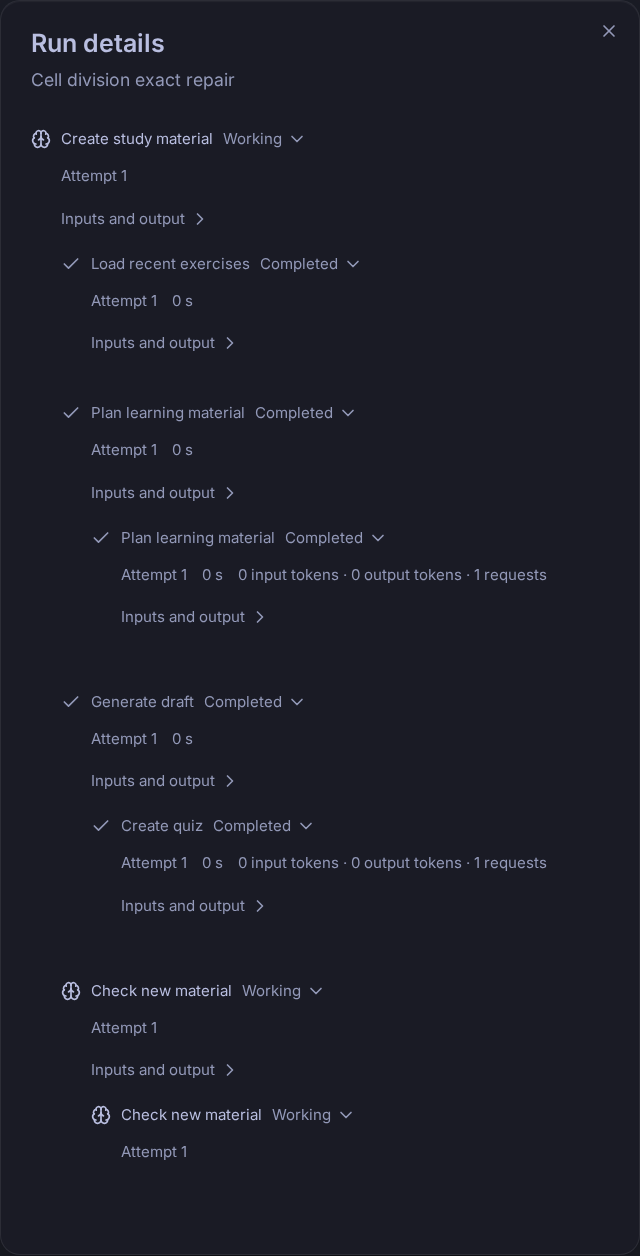 Run details
Cell division exact repair
Create study material Working
Attempt 1
Inputs and output
Load recent exercises Completed
Attempt 1 0 s
Inputs and output
Plan learning material Completed
Attempt 1 0 s
Inputs and output
Plan learning material Completed
Attempt 1 0 s 0 input tokens · 0 output tokens · 1 requests
Inputs and output
Generate draft Completed
Attempt 1 0 s
Inputs and output
Create quiz Completed
Attempt 1 0 s 0 input tokens · 0 output tokens · 1 requests
Inputs and output
Check new material Working
Attempt 1
Inputs and output
Check new material Working
Attempt 1